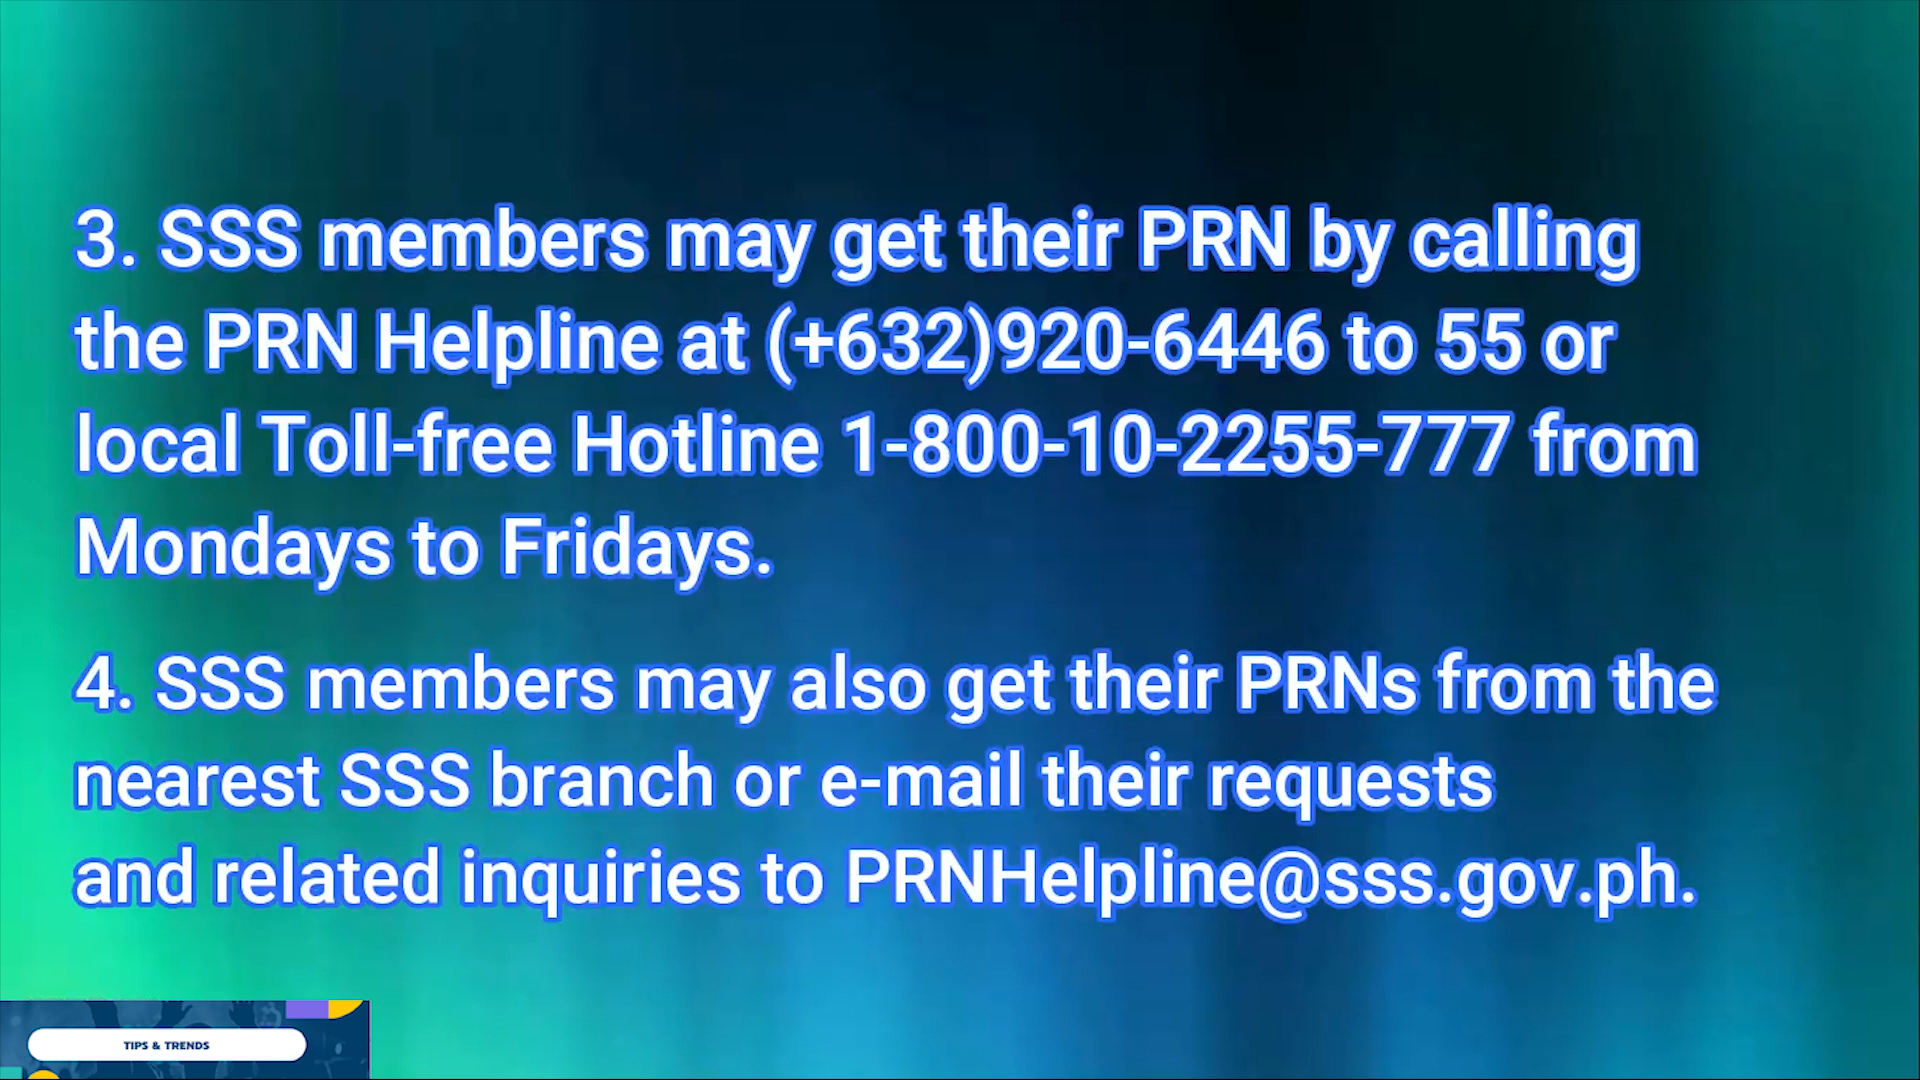 3. SSS members may get their PRN by calling
the PRN Helpline at (+632)920-6446 to 55 or
local Toll-free Hotline 1-800-10-2255-777 from
Mondays to Fridays.
4. SSS members may also get their PRNs from the
nearest SSS branch or e-mail their requests
and related inquiries to PRNHelpline@sss.gov.ph.
TIPS & TRENDS